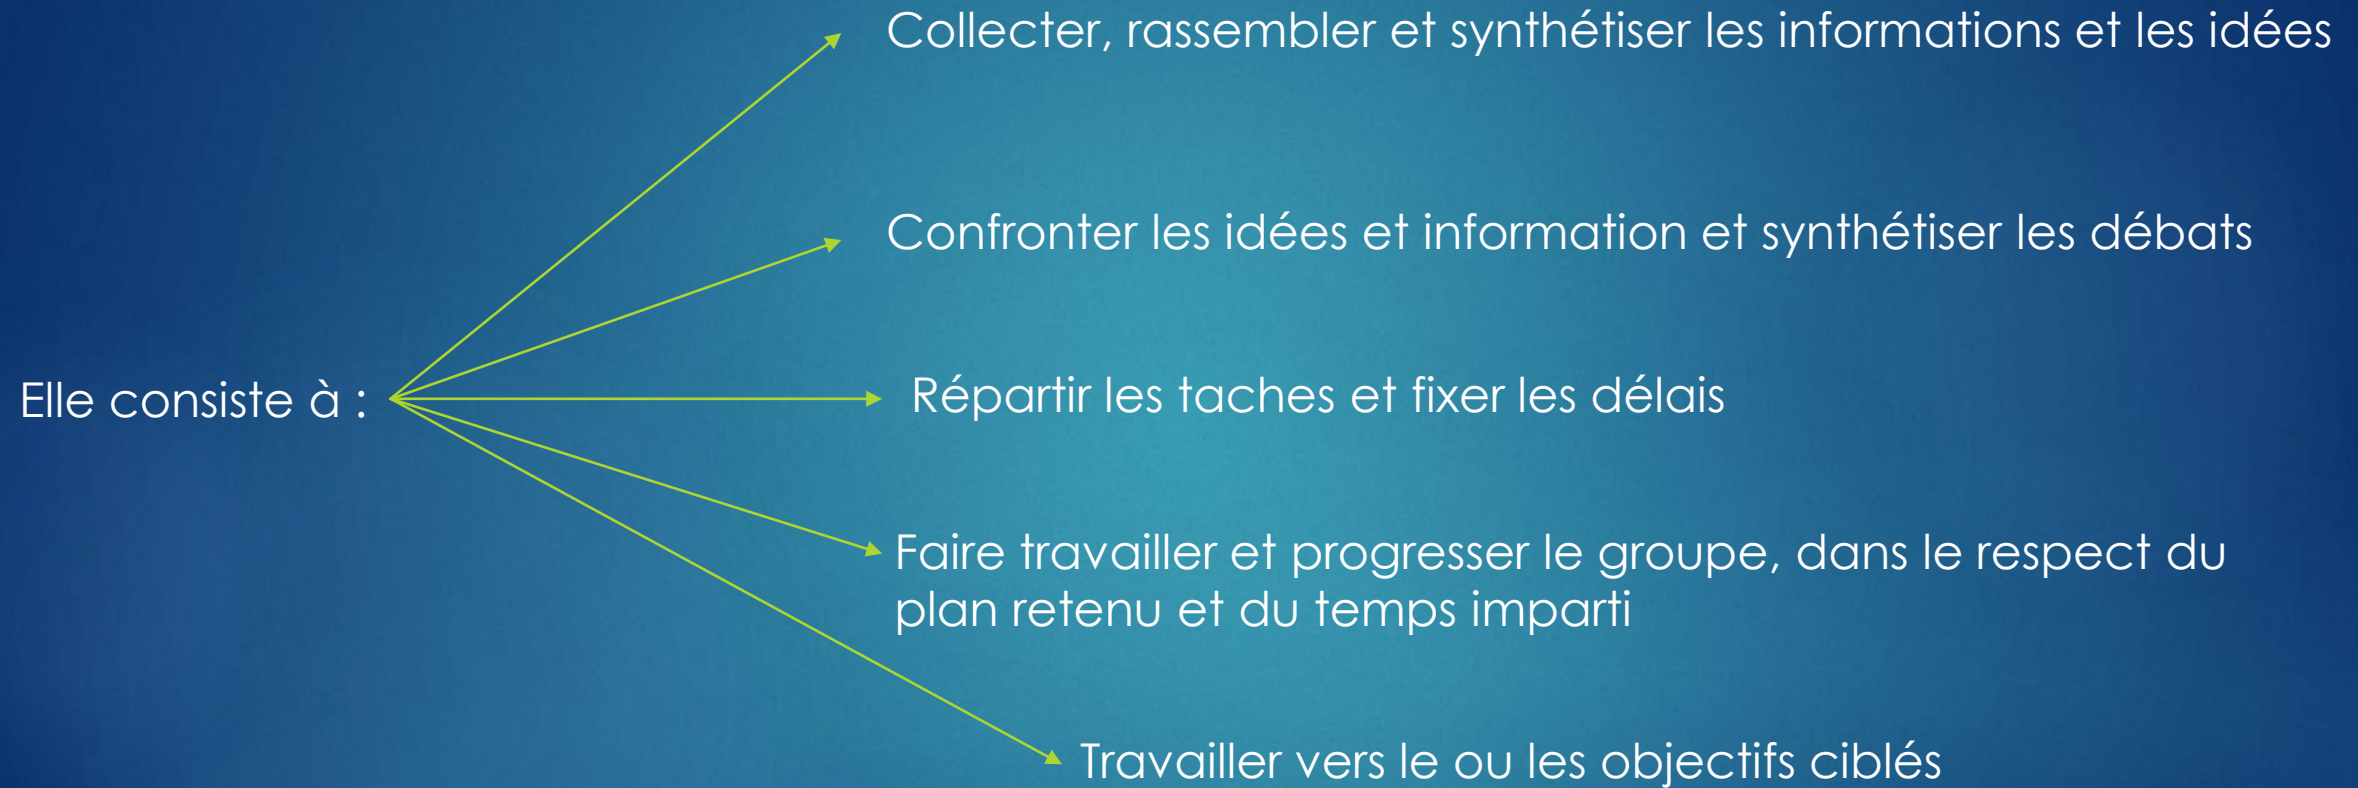 Collecter, rassembler et synthétiser les informations et les idées
Confronter les idées et information et synthétiser les débats
Elle consiste à :
Répartir les taches et fixer les délais
Faire travailler et progresser le groupe, dans le respect du
plan retenu et du temps imparti
Travailler vers le ou les objectifs ciblés